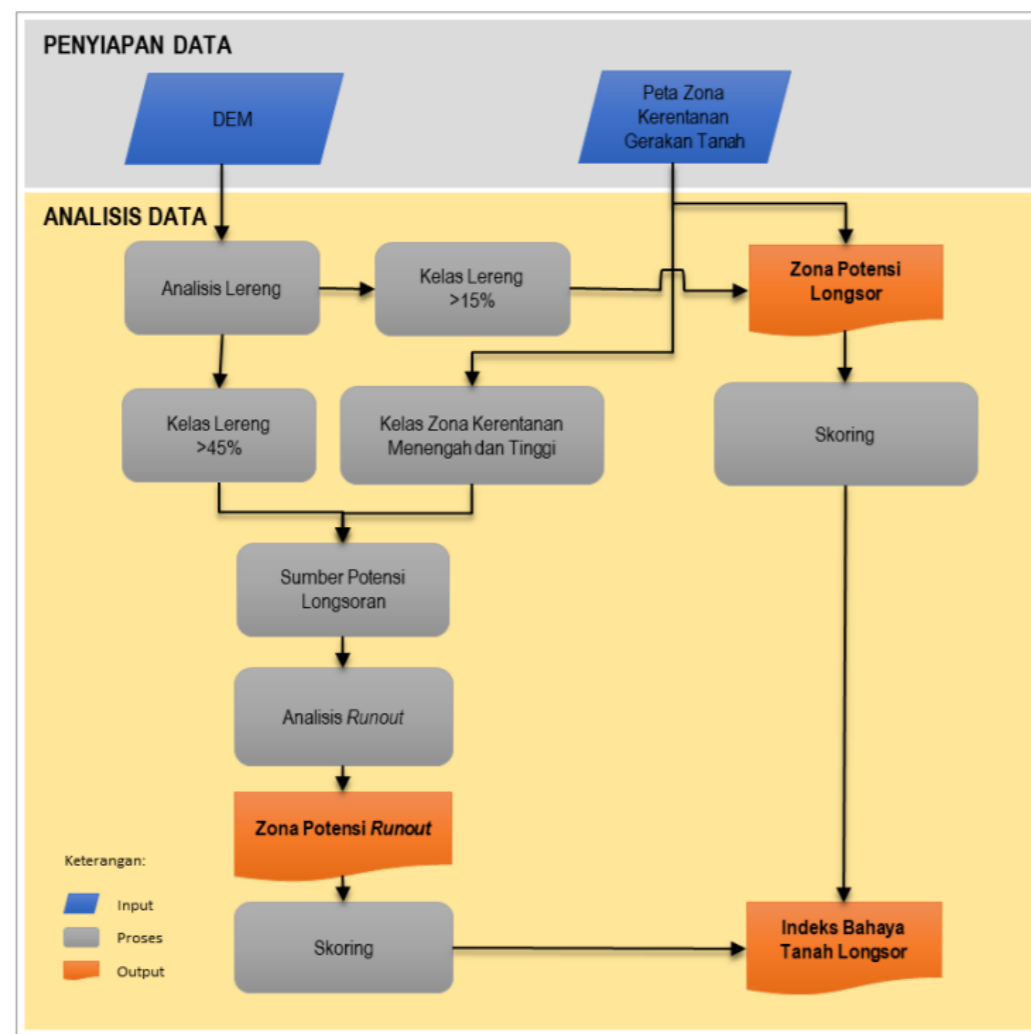 PENYIAPAN DATA
DEM
Peta Zona
Kerentanan
Gerakan Tanah
ANALISIS DATA
Analisis Lereng
Kelas Lereng
>15%
Zona Potensi
Longsor
Kelas Lereng
>45%
Kelas Zona Kerentanan
Menengah dan Tinggi
Skoring
Sumber Potensi
Longsoran
Analisis Runout
Zona Potensi Runout
Keterangan:
Input
Proses
Output
Skoring
Indeks Bahaya
Tanah Longsor